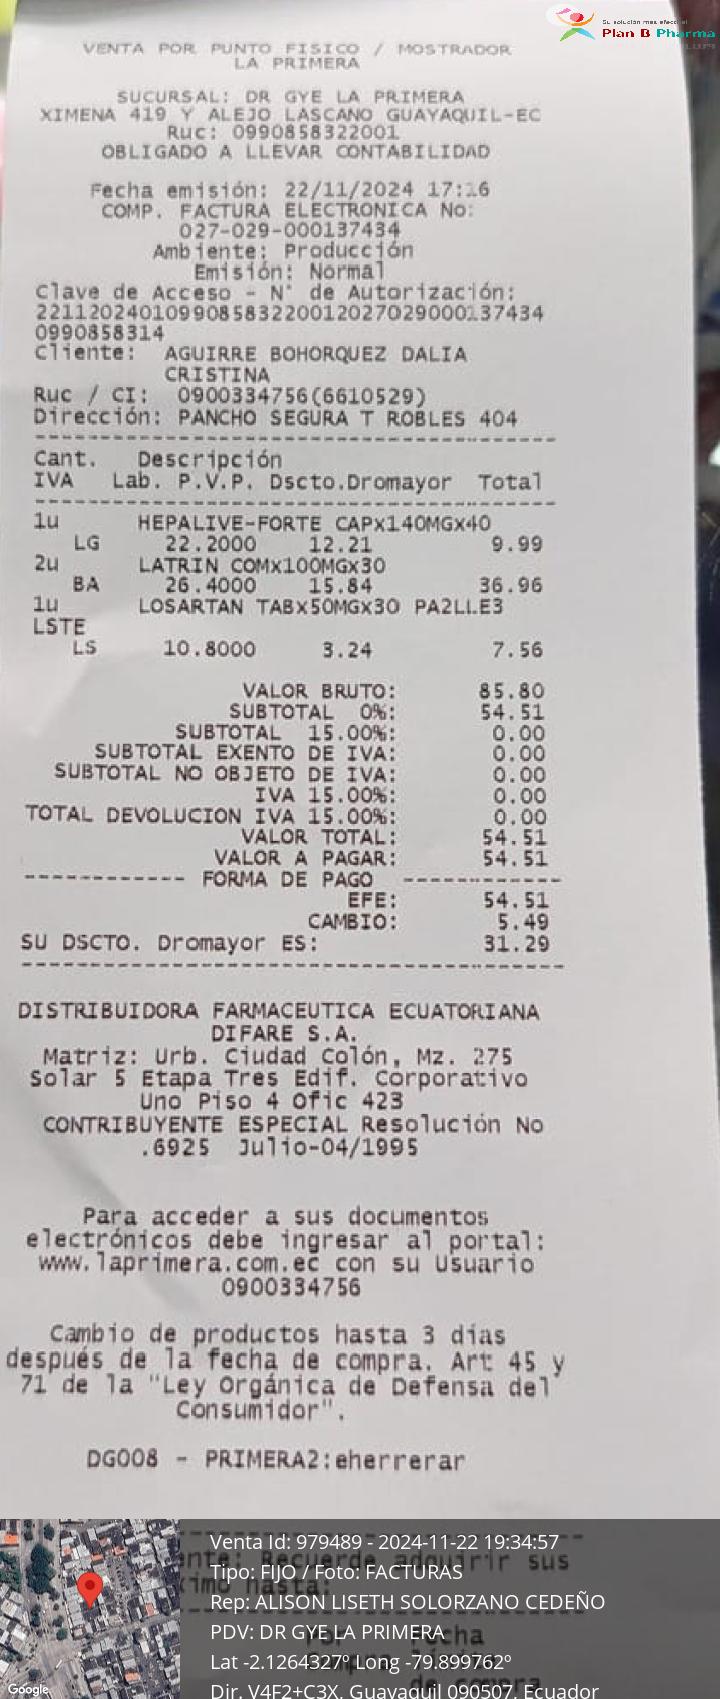 Su solución más efectiva
Plan B Pharma
VENTA POR PUNTO FISICO / MOSTRADOR
LA PRIMERA
SUCURSAL: DR GYE LA PRIMERA
XIMENA 419 Y ALEJO LASCANO GUAYAQUIL-EC
Ruc: 0990858322001
OBLIGADO A LLEVAR CONTABILIDAD
Fecha emisión: 22/11/2024 17:16
COMP. FACTURA ELECTRONICA No:
027-029-000137434
Ambiente: Producción
Emisión: Normal
Clave de Acceso - N° de Autorización:
221120240109908583220012027029000137434
0990858314
Cliente: AGUIRRE BOHORQUEZ DALIA
CRISTINA
Ruc / CI: 0900334756(6610529)
Dirección: PANCHO SEGURA T ROBLES 404
Cant. Descripción
IVA Lab. P.V.P. Dscto.Dromayor Total
1u HEPALIVE-FORTE CAPx140MGx40
LG 22.2000 12.21 9.99
2u LATRIN COMx100MGx30
BA 26.4000 15.84 36.96
1u LOSARTAN TABx50MGx30 PA2LLE3
LSTE
LS 10.8000 3.24 7.56
VALOR BRUTO: 85.80
SUBTOTAL 0%: 54.51
SUBTOTAL 15.00%: 0.00
SUBTOTAL EXENTO DE IVA: 0.00
SUBTOTAL NO OBJETO DE IVA: 0.00
IVA 15.00%: 0.00
TOTAL DEVOLUCION IVA 15.00%: 0.00
VALOR TOTAL: 54.51
VALOR A PAGAR: 54.51
------------ FORMA DE PAGO ------------
EFE: 54.51
CAMBIO: 5.49
SU DSCTO. Dromayor ES: 31.29
DISTRIBUIDORA FARMACEUTICA ECUATORIANA
DIFARE S.A.
Matriz: Urb. Ciudad Colón, Mz. 275
Solar 5 Etapa Tres Edif. Corporativo
Uno Piso 4 Ofic 423
CONTRIBUYENTE ESPECIAL Resolución No
.6925 Julio-04/1995
Para acceder a sus documentos
electrónicos debe ingresar al portal:
www.laprimera.com.ec con su Usuario
0900334756
Cambio de productos hasta 3 días
después de la fecha de compra. Art 45 y
71 de la "Ley Orgánica de Defensa del
Consumidor".
DG008 - PRIMERA2:eherrerar
Venta Id: 979489 - 2024-11-22 19:34:57
Recuerde adquirir sus
Tipo: FIJO / Foto: FACTURAS
hasta:
Rep: ALISON LISETH SOLORZANO CEDEÑO
PDV: DR GYE LA PRIMERA
Fecha
Lat -2.1264327º Long -79.899762º
Dir. V4F2+C3X, Guayaquil 090507, Ecuador
de compra
Google